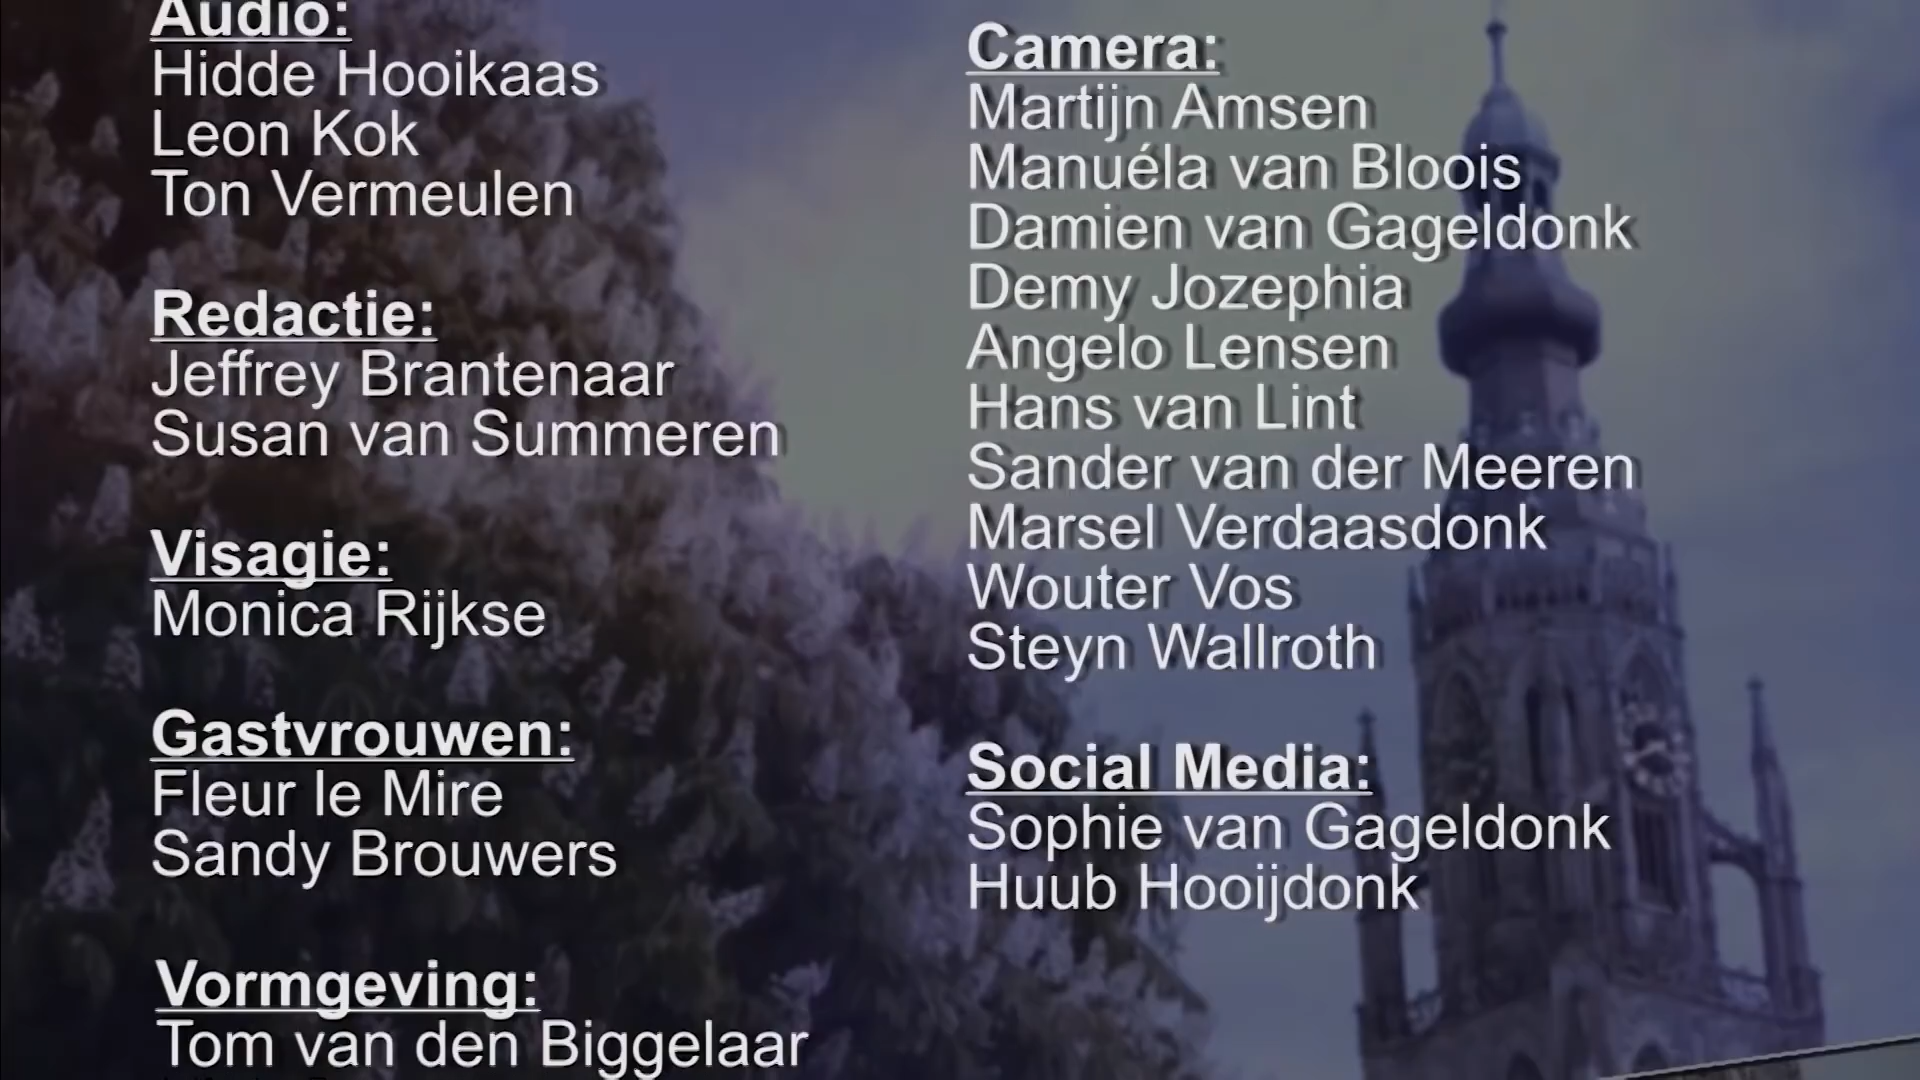 Audio:
Hidde Hooikaas
Leon Kok
Ton Vermeulen
Redactie:
Jeffrey Brantenaar
Susan van Summeren
Visagie:
Monica Rijkse
Gastvrouwen:
Fleur le Mire
Sandy Brouwers
Vormgeving:
Tom van den Biggelaar
Camera:
Martijn Amsen
Manuéla van Bloois
Damien van Gageldonk
Demy Jozephia
Angelo Lensen
Hans van Lint
Sander van der Meeren
Marsel Verdaasdonk
Wouter Vos
Steyn Wallroth
Social Media:
Sophie van Gageldonk
Huub Hooijdonk